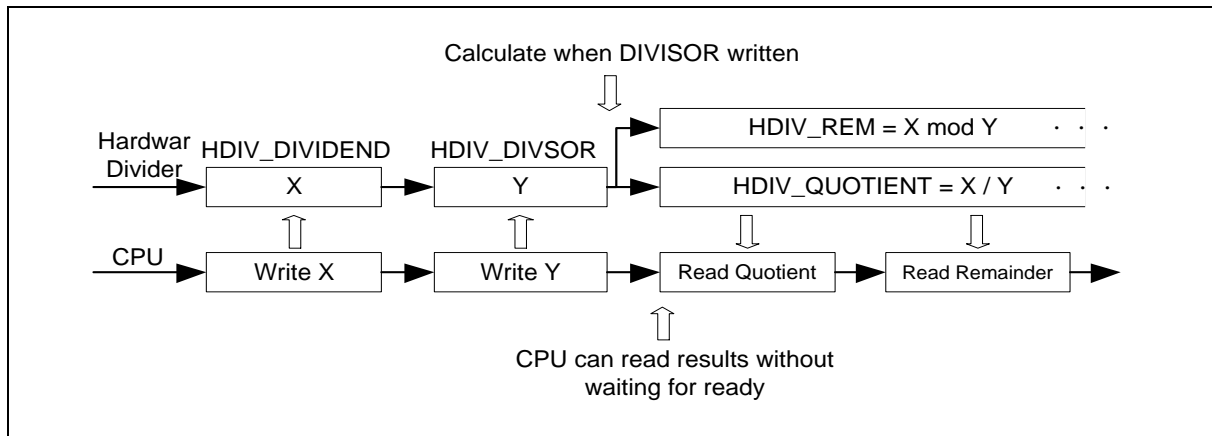 Calculate when DIVISOR written
Hardwar
Divider
HDIV_DIVIDEND
HDIV_DIVSOR
HDIV_REM = X mod Y
· · ·
X
Y
HDIV_QUOTIENT = X / Y
· · ·
CPU
Write X
Write Y
Read Quotient
Read Remainder
CPU can read results without
waiting for ready